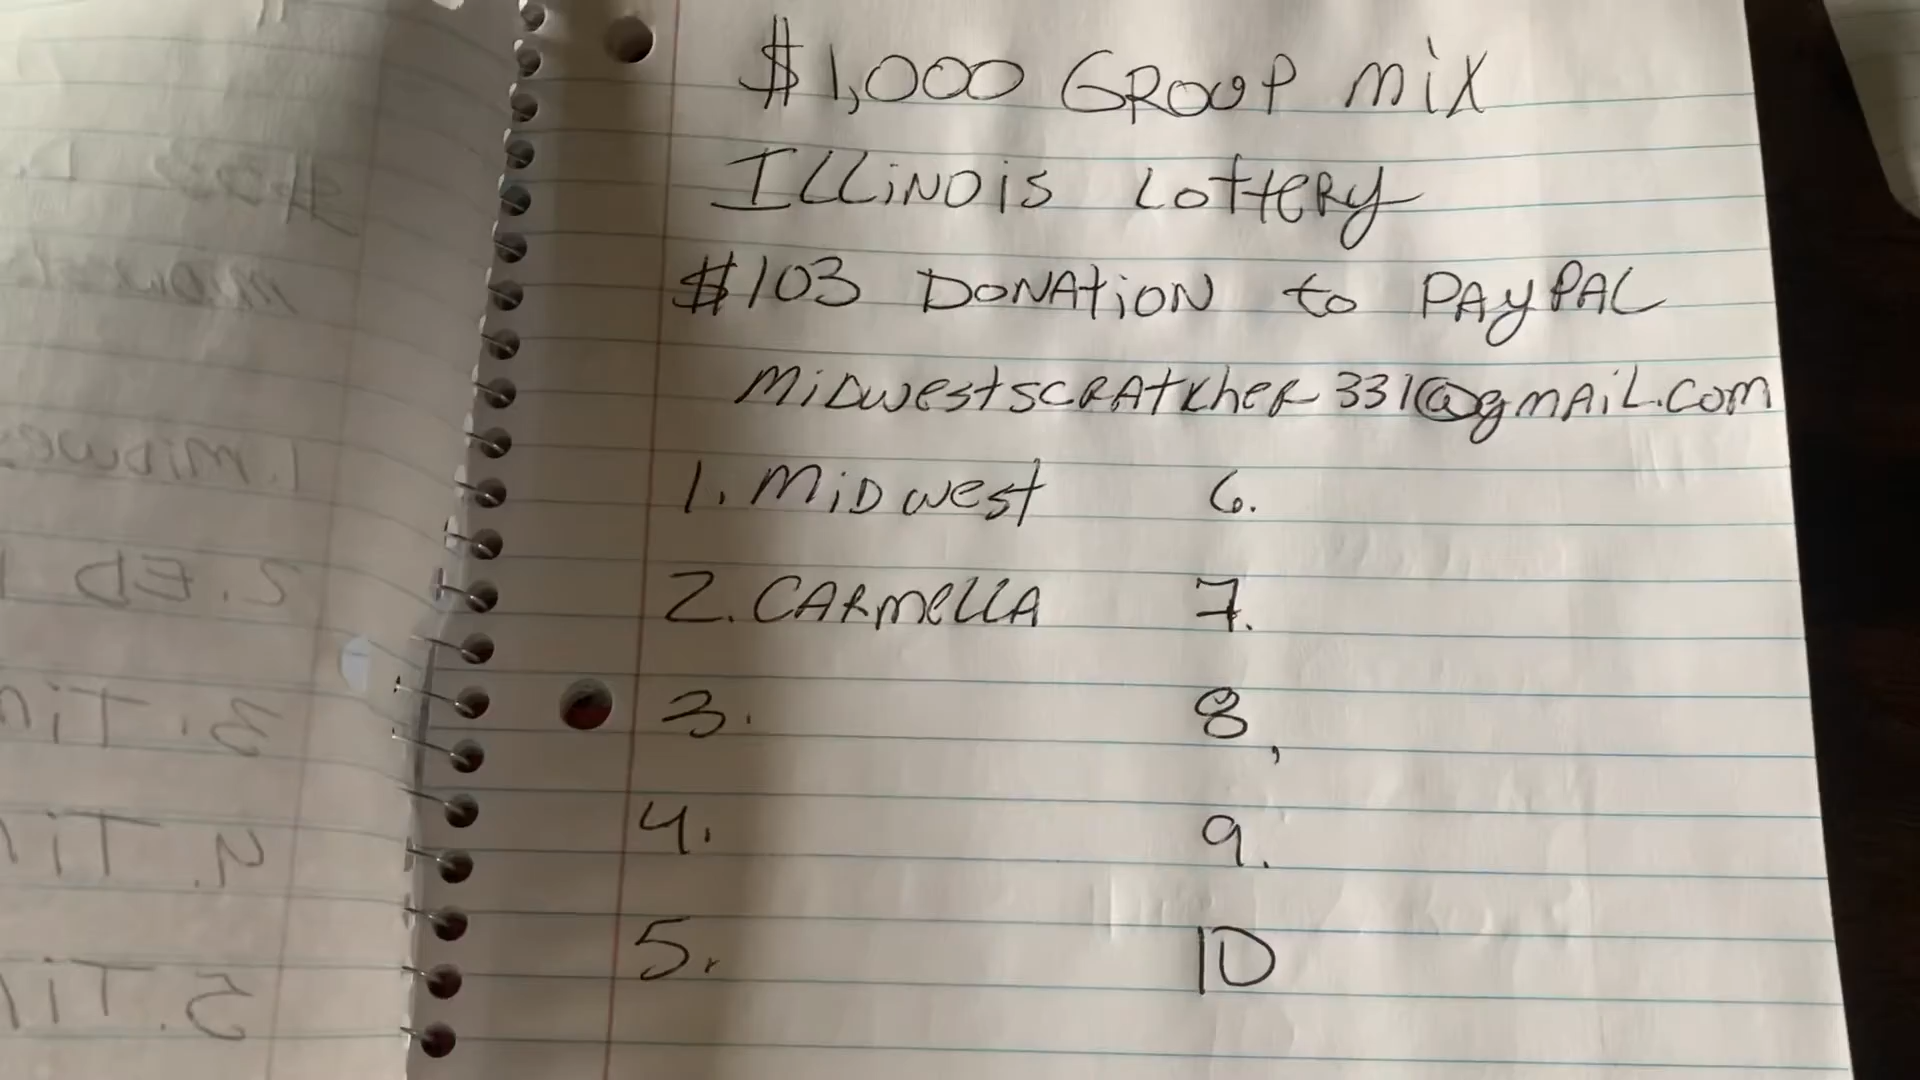 $1,000 GROUP MIX
ILLINOIS LOTTERY
$103 DONATION to PAYPAL
MIDWESTSCRATCHER331@gmail.com
1. MIDWEST 6.
2. CARMELLA 7.
3. 8,
4. 9.
5. 10